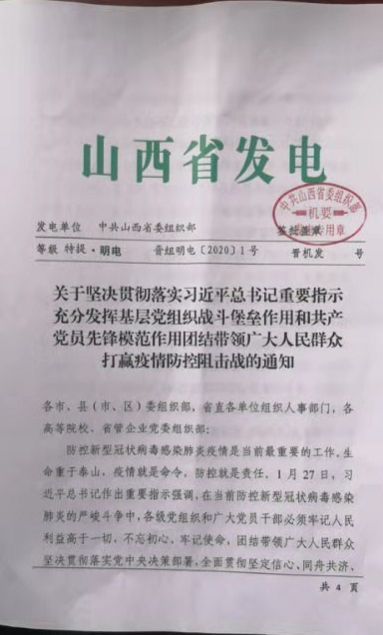 山西省发电
中共山西省委组织部
机要
专用章
发电单位 中共山西省委组织部
等级 特提·明电 晋组明电〔2020〕1号 晋机发 号
关于坚决贯彻落实习近平总书记重要指示
充分发挥基层党组织战斗堡垒作用和共产
党员先锋模范作用团结带领广大人民群众
打赢疫情防控阻击战的通知
各市、县(市、区)委组织部,省直各单位组织人事部门,各
高等院校、省管企业党委组织部:
防控新型冠状病毒感染肺炎疫情是当前最重要的工作。生
命重于泰山,疫情就是命令,防控就是责任。1月27日,习
近平总书记作出重要指示强调,在当前防控新型冠状病毒感染
肺炎的严峻斗争中,各级党组织和广大党员干部必须牢记人民
利益高于一切,不忘初心、牢记使命,团结带领广大人民群众
坚决贯彻落实党中央决策部署,全面贯彻坚定信心、同舟共济、
共 4 页